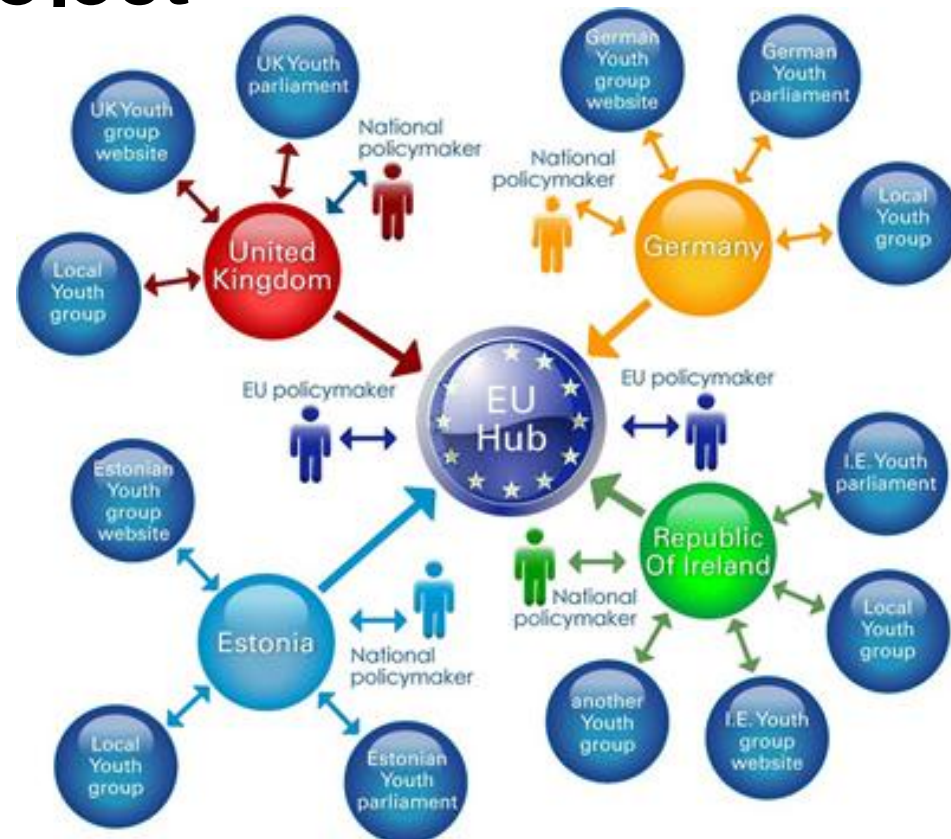 UK Youth
parliament
UK Youth
group
website
National
policymaker
Local
Youth
group
United
Kingdom
German
Youth
group
website
German
Youth
parliament
National
policymaker
Local
Youth
group
Germany
EU policymaker
EU
Hub
EU policymaker
Estonian
Youth
group
website
Estonia
National
policymaker
Local
Youth
group
Estonian
Youth
parliament
I.E. Youth
parliament
Republic
Of Ireland
National
policymaker
Local
Youth
group
another
Youth
group
I.E. Youth
group
website